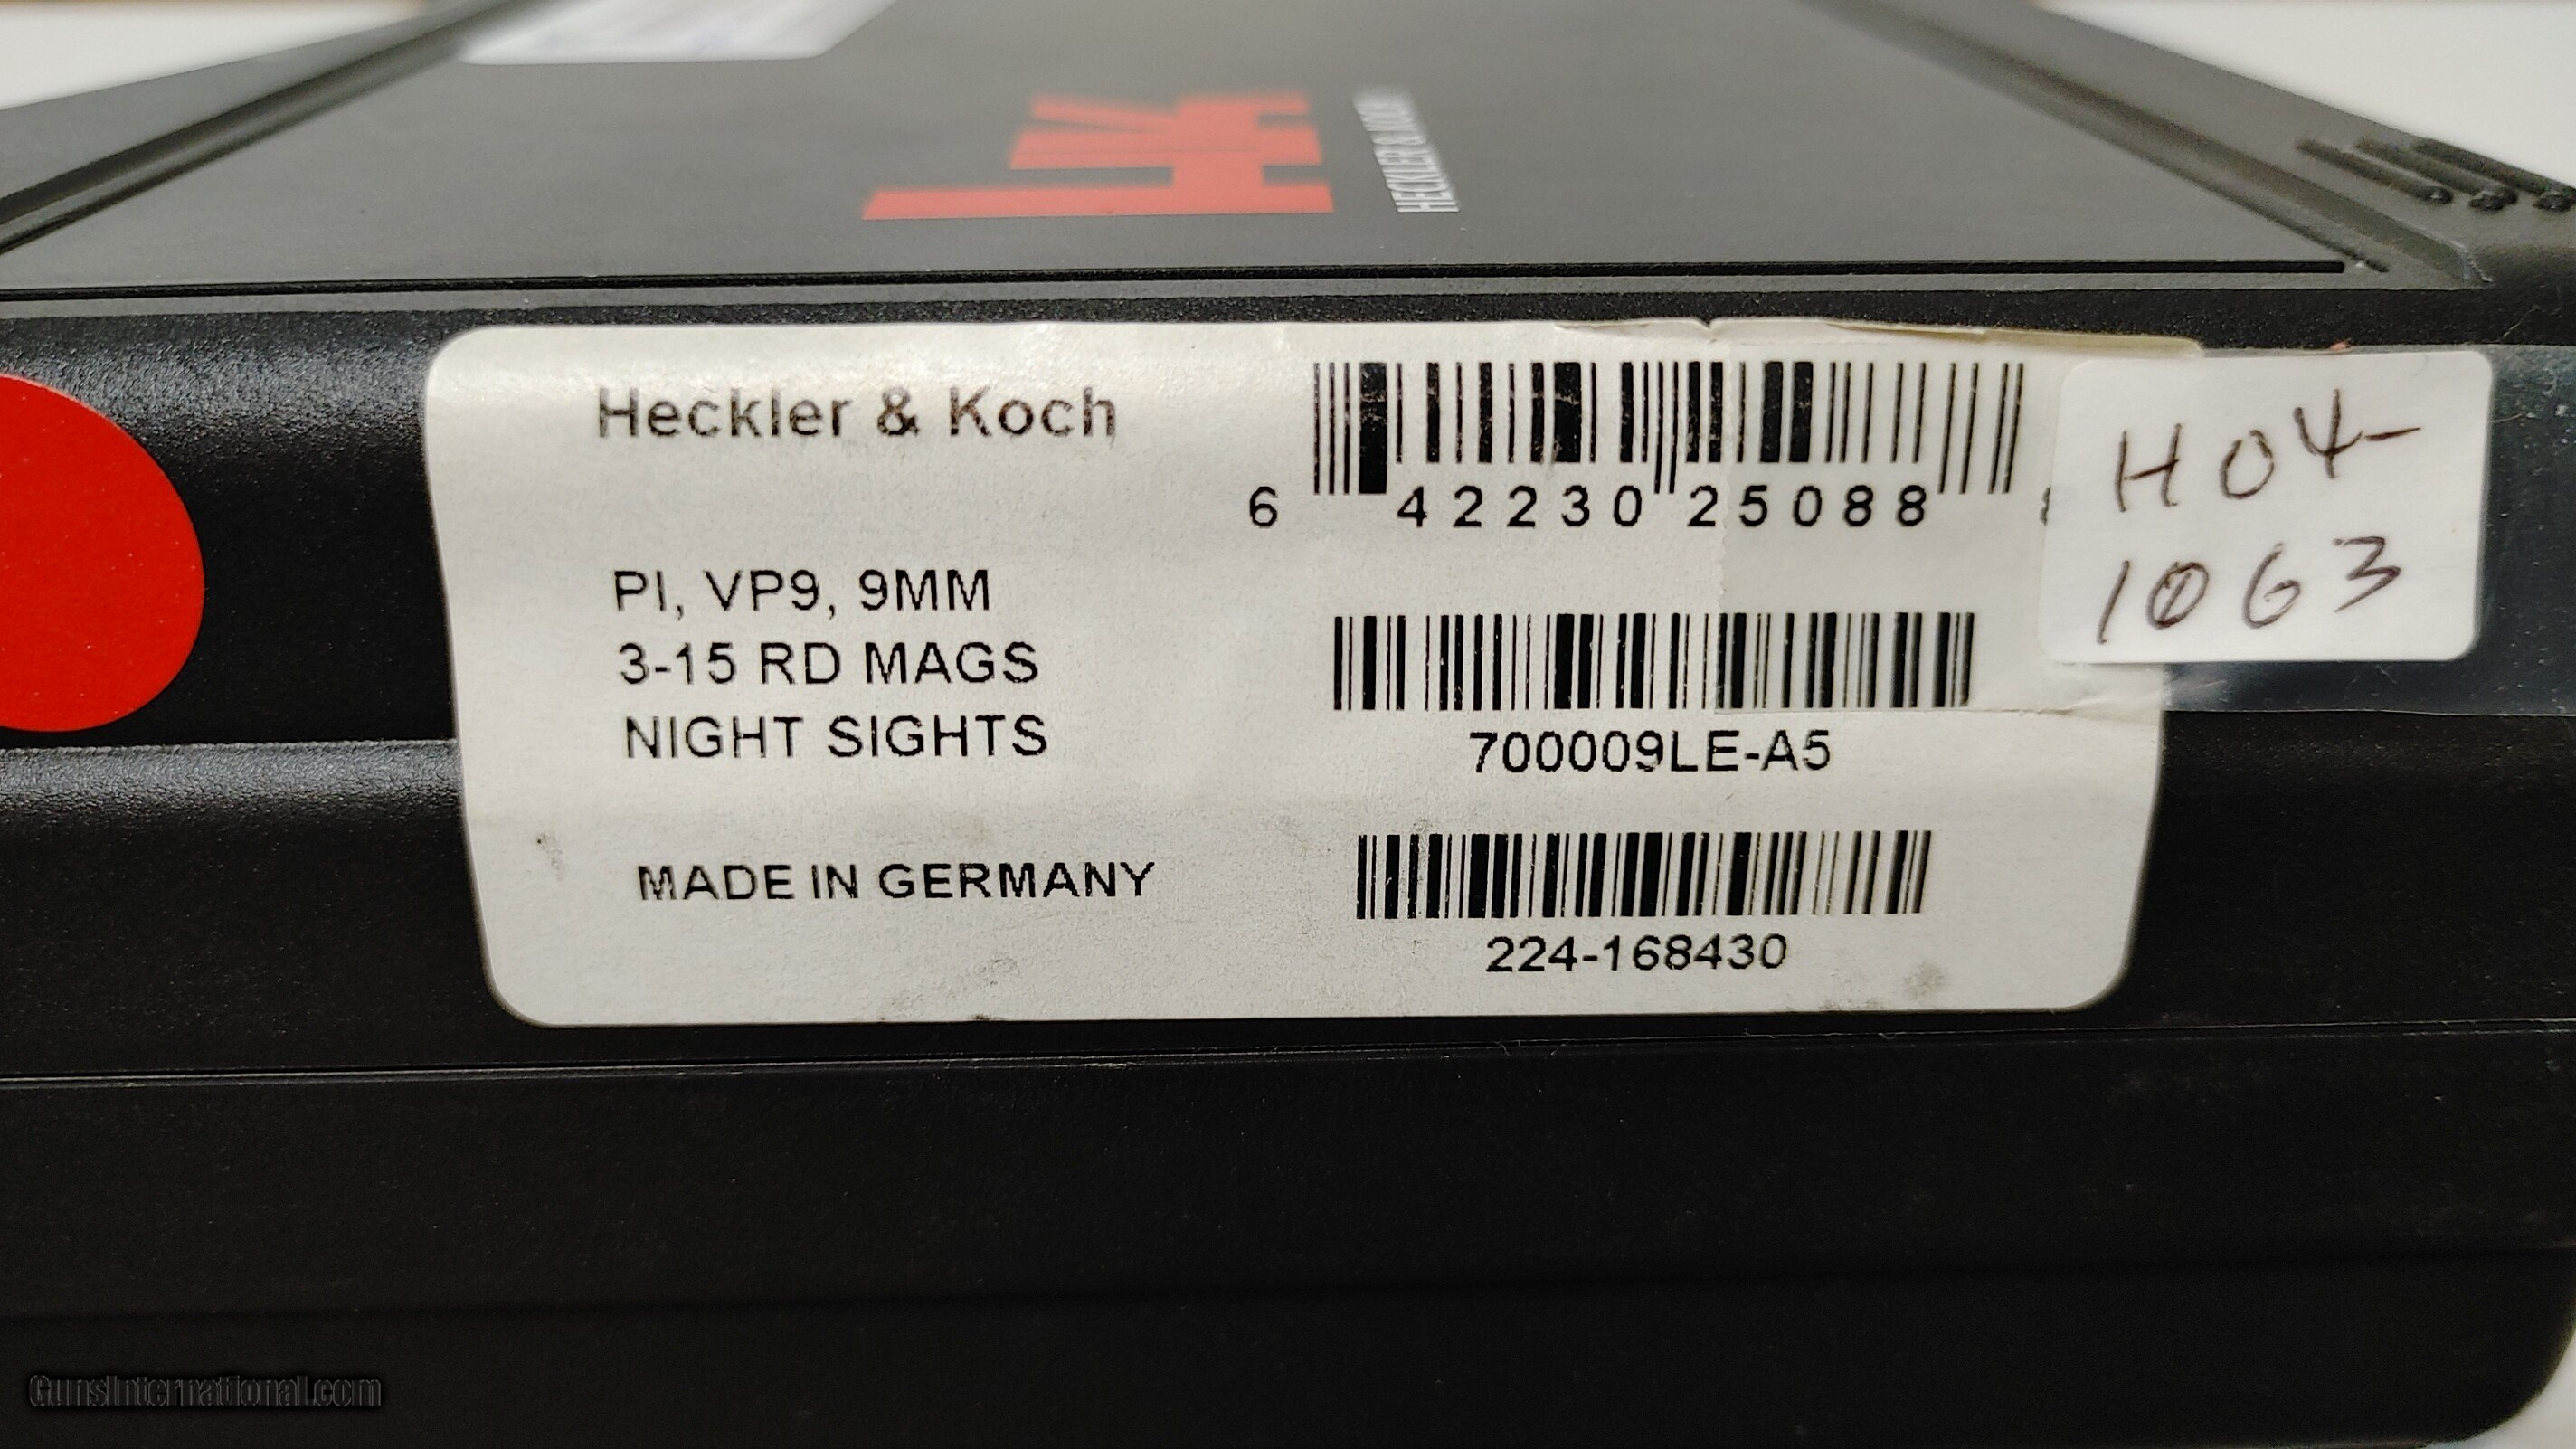 HK
HECKLER & KOCH
Heckler & Koch
6 42230 25088
H04-
1063
PI, VP9, 9MM
3-15 RD MAGS
NIGHT SIGHTS
700009LE-A5
MADE IN GERMANY
224-168430
GunsInternational.com